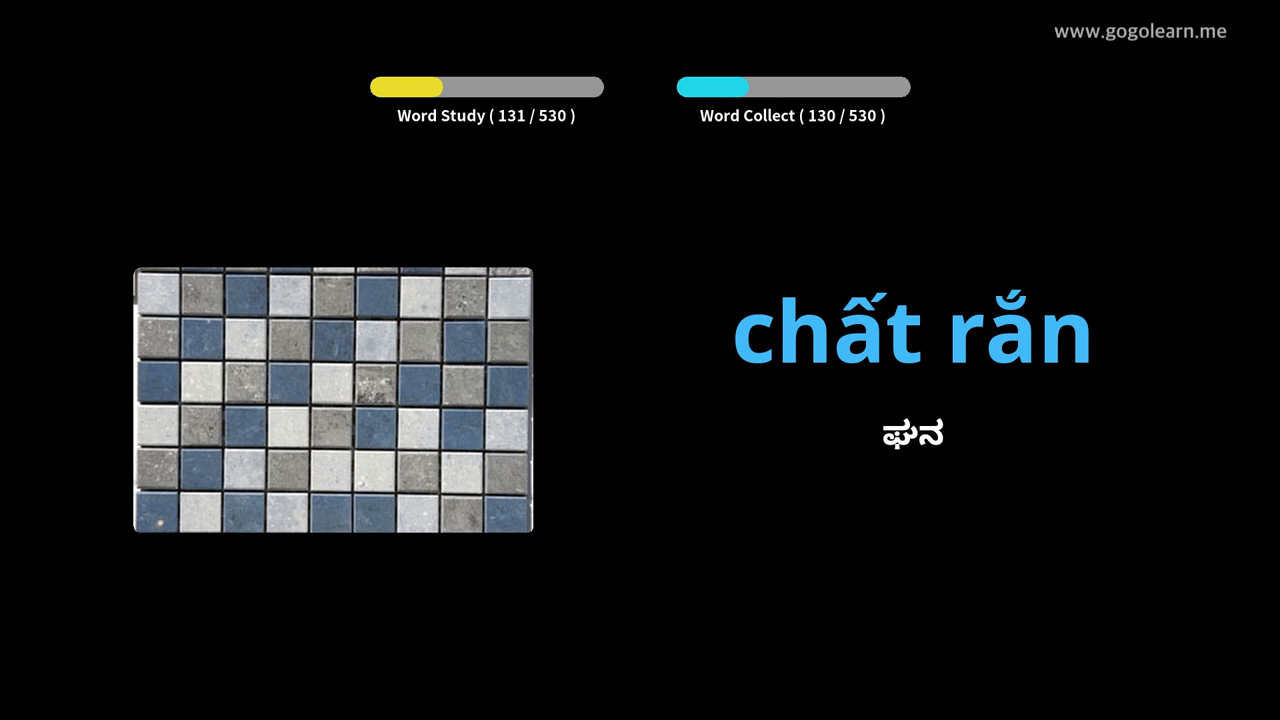 www.gogolearn.me
Word Study ( 131 / 530 )
Word Collect ( 130 / 530 )
chất rắn
ಘನ